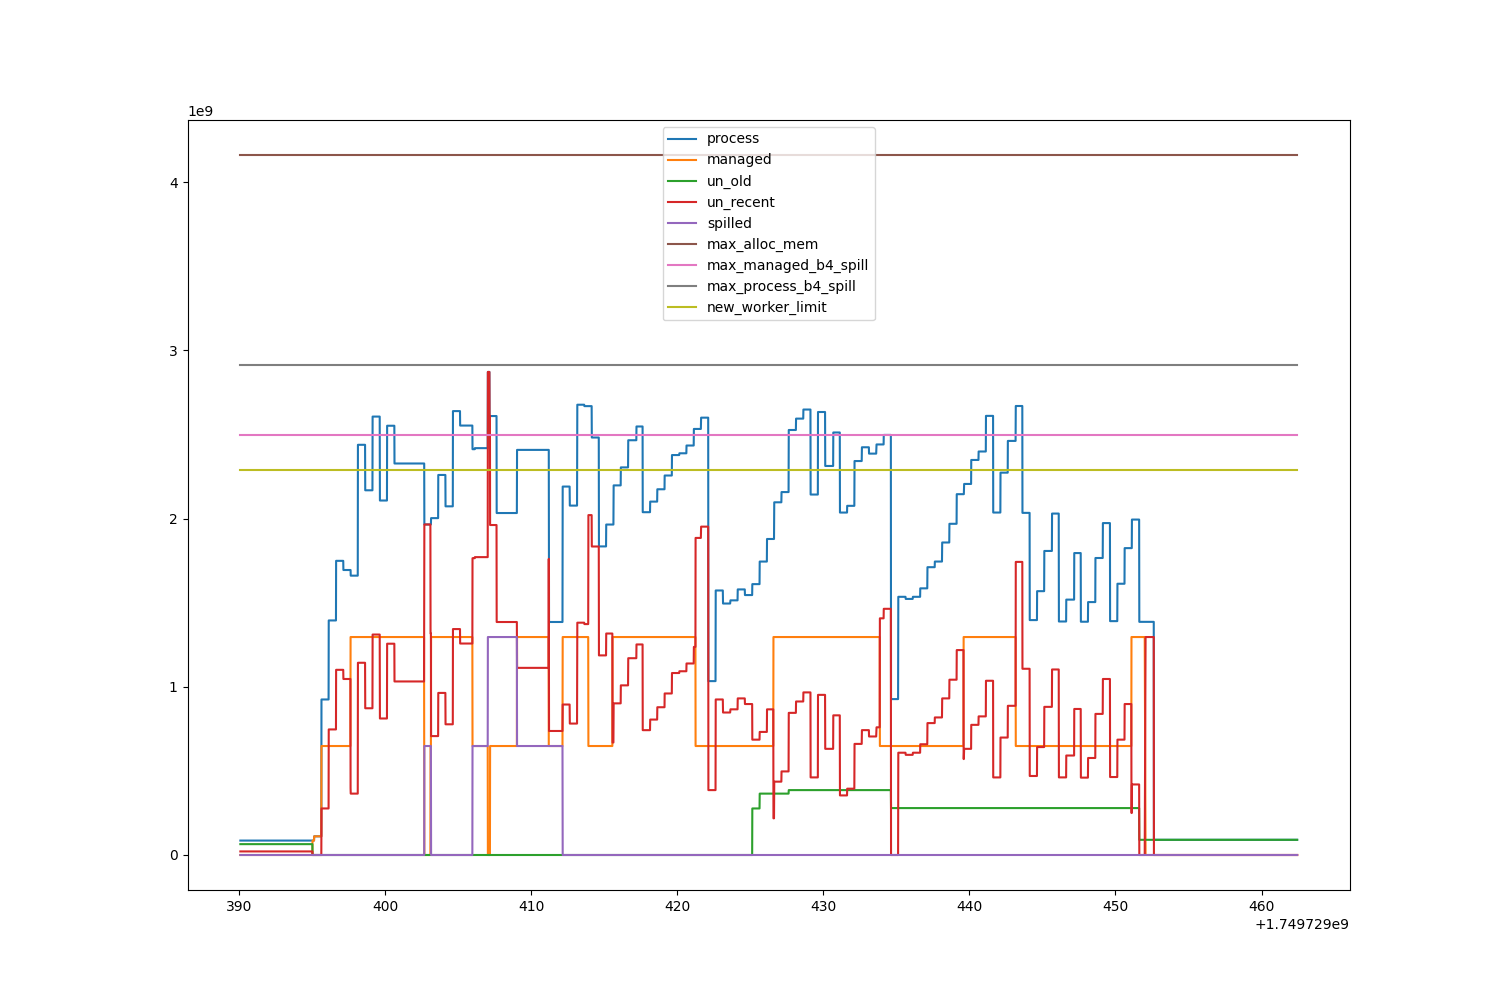 1e9
process
managed
un_old
un_recent
spilled
max_alloc_mem
max_managed_b4_spill
max_process_b4_spill
new_worker_limit
4
3
2
1
0
390 400 410 420 430 440 450 460
+1.749729e9